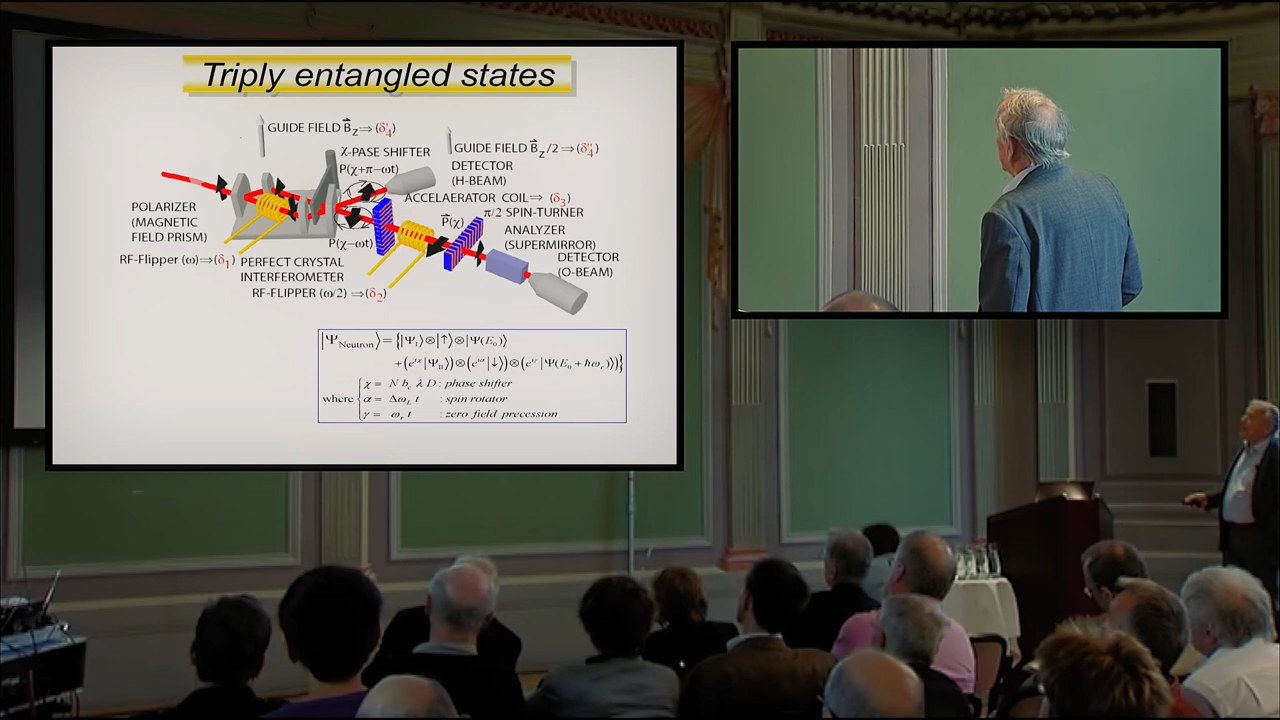 Triply entangled states
GUIDE FIELD B⃗z⇒(δ'4)
χ-PASE SHIFTER
P(χ+π−ωt)
GUIDE FIELD B⃗z/2⇒(δ''4)
DETECTOR
(H-BEAM)
ACCELAERATOR COIL⇒ (δ3)
POLARIZER
(MAGNETIC
FIELD PRISM)
P⃗(χ)
π/2 SPIN-TURNER
ANALYZER
(SUPERMIRROR)
P(χ−ωt)
DETECTOR
(O-BEAM)
RF-Flipper (ω)⇒(δ1)
PERFECT CRYSTAL
INTERFEROMETER
RF-FLIPPER (ω/2) ⇒(δ2)
|ΨNeutron⟩ = {|ΨI⟩⊗|↑⟩⊗|Ψ(E0)⟩
+(e^{iχ}|ΨII⟩)⊗(e^{iα}|↓⟩)⊗(e^{iγ}|Ψ(E0+ħωr)⟩)}
χ = N bc λ D : phase shifter
where { α = ΔωL t : spin rotator
γ = ωr t : zero field precession